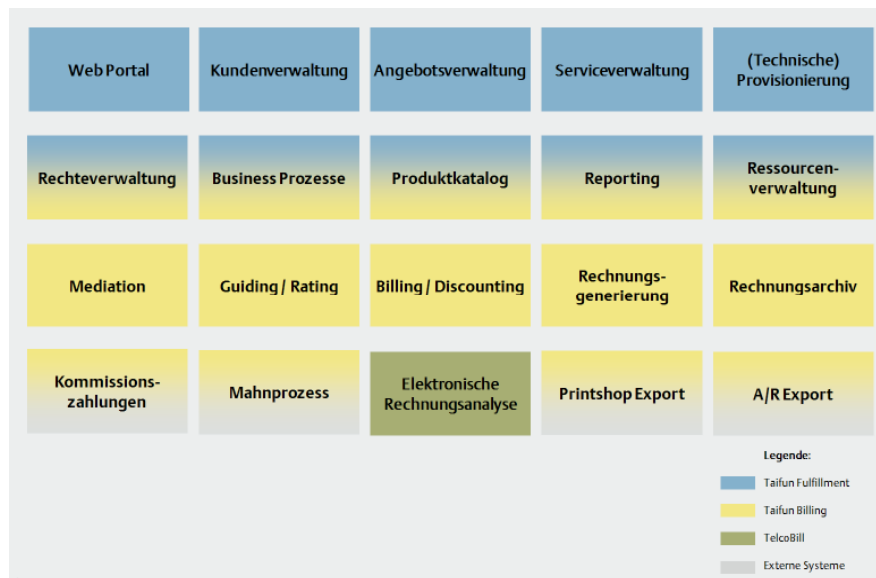 Web Portal
Kundenverwaltung
Angebotsverwaltung
Serviceverwaltung
(Technische)
Provisionierung
Rechteverwaltung
Business Prozesse
Produktkatalog
Reporting
Ressourcen-
verwaltung
Mediation
Guiding / Rating
Billing / Discounting
Rechnungs-
generierung
Rechnungsarchiv
Kommissions-
zahlungen
Mahnprozess
Elektronische
Rechnungsanalyse
Printshop Export
A/R Export
Legende:
Taifun Fulfillment
Taifun Billing
TelcoBill
Externe Systeme